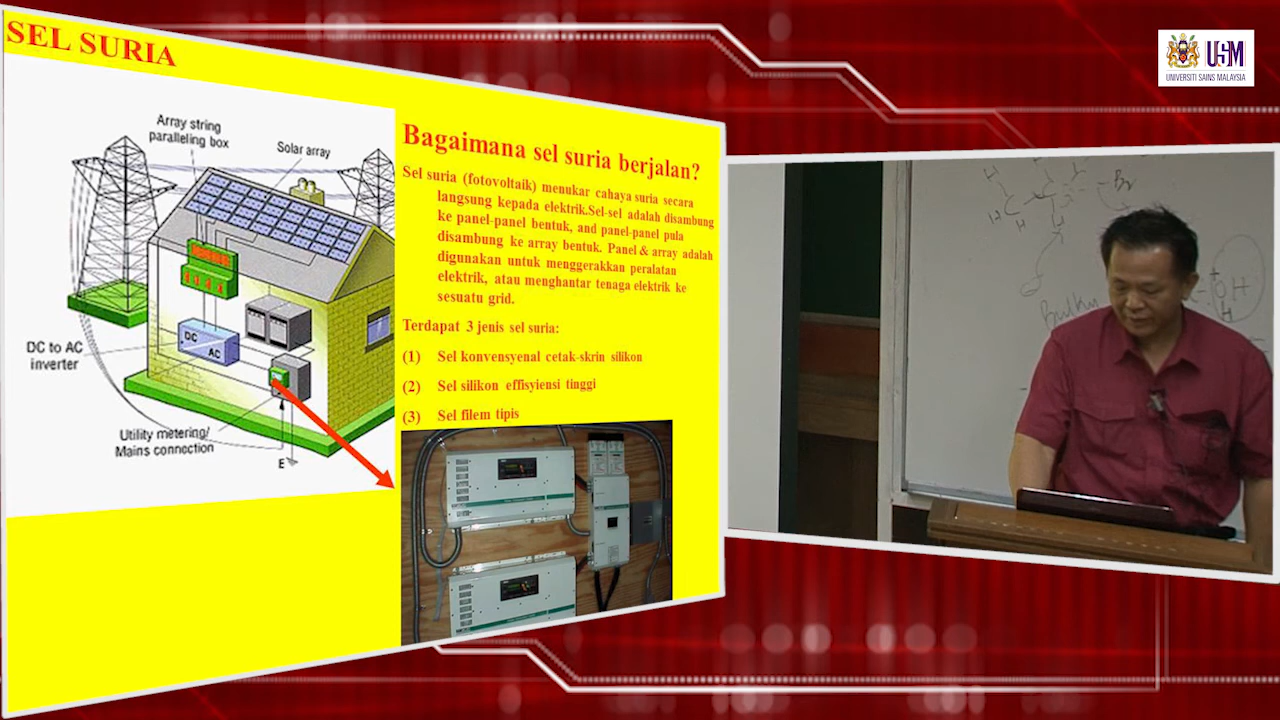 SEL SURIA
Array string
paralleling box
Solar array
DC to AC
inverter
DC
AC
Utility metering/
Mains connection
E
Bagaimana sel suria berjalan?
Sel suria (fotovoltaik) menukar cahaya suria secara
langsung kepada elektrik.Sel-sel adalah disambung
ke panel-panel bentuk, and panel-panel pula
disambung ke array bentuk. Panel & array adalah
digunakan untuk menggerakkan peralatan
elektrik, atau menghantar tenaga elektrik ke
sesuatu grid.
Terdapat 3 jenis sel suria:
(1) Sel konvensyenal cetak-skrin silikon
(2) Sel silikon effisyiensi tinggi
(3) Sel filem tipis
USM
UNIVERSITI SAINS MALAYSIA
H
Br
H
H
OH
H